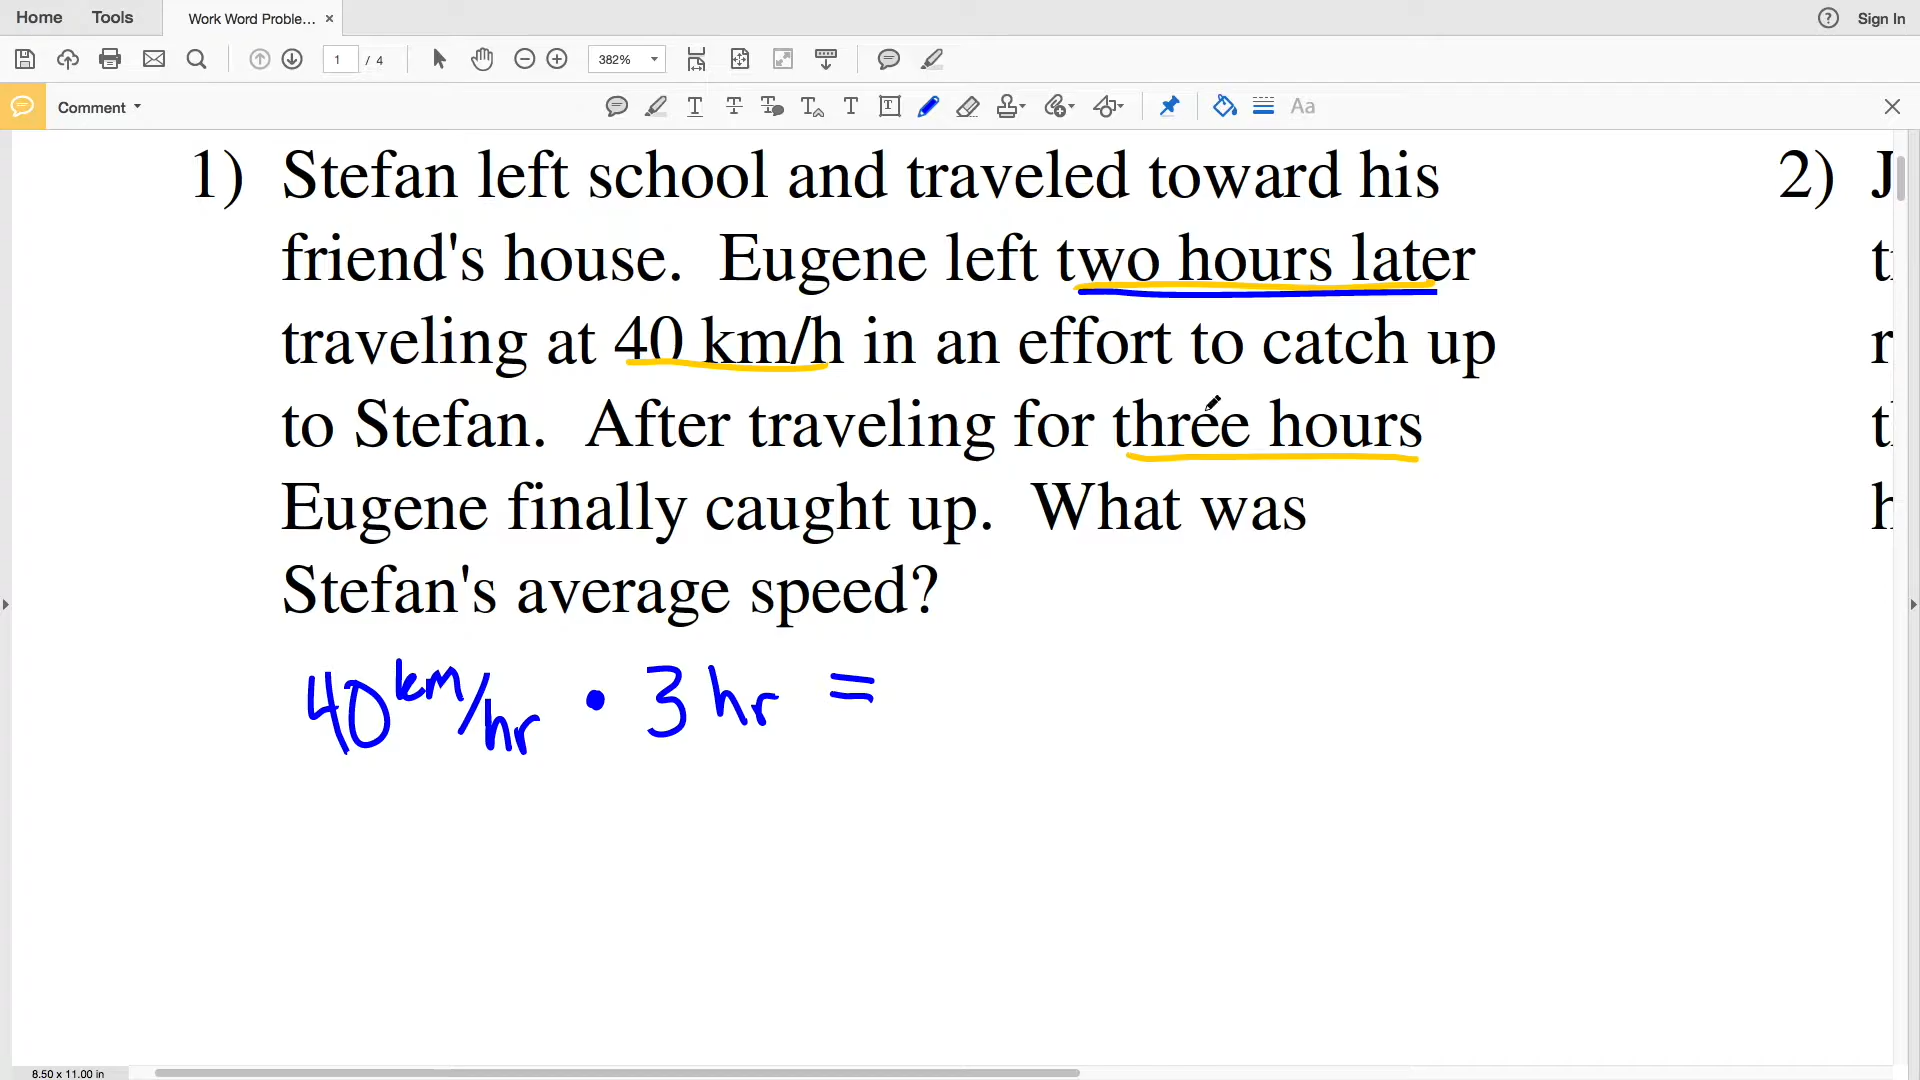 Home Tools Work Word Proble... × Sign In
1 / 4 382%
Comment Aa
1) Stefan left school and traveled toward his
friend's house. Eugene left two hours later
traveling at 40 km/h in an effort to catch up
to Stefan. After traveling for three hours
Eugene finally caught up. What was
Stefan's average speed?
40 km/hr • 3 hr =
2) J
t
r
t
h
8.50 x 11.00 in